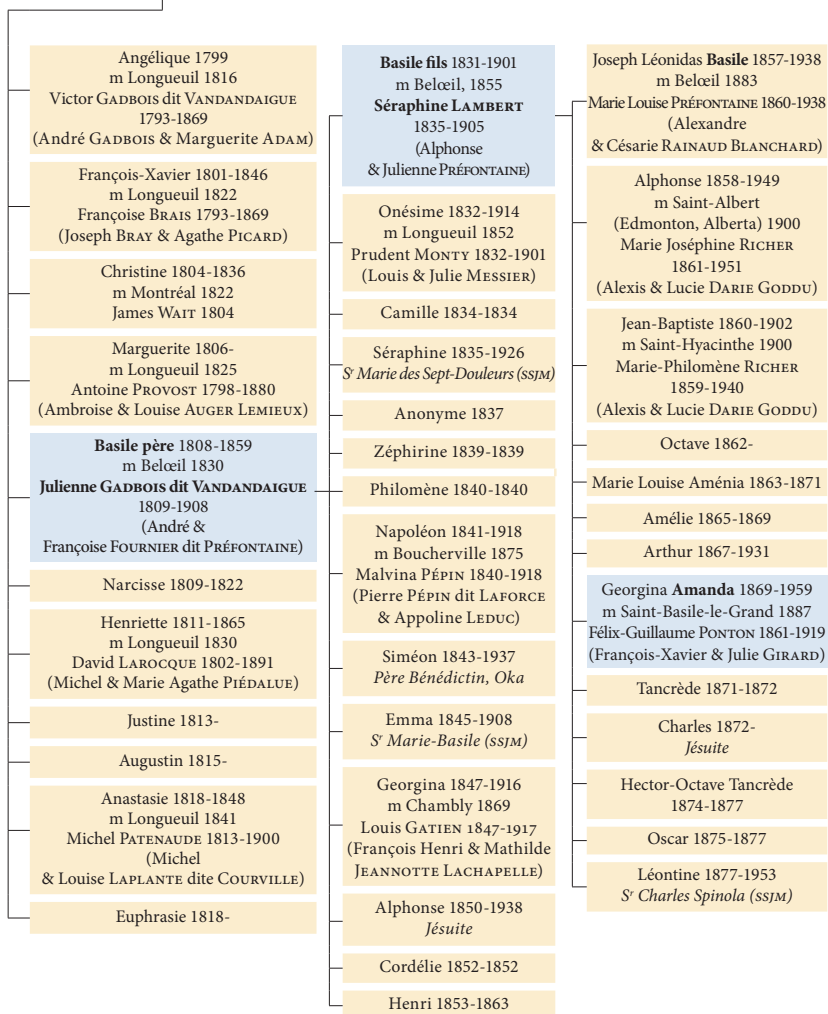 Angélique 1799
m Longueuil 1816
Victor GADBOIS dit VANDANDAIGUE
1793-1869
(André GADBOIS & Marguerite ADAM)
François-Xavier 1801-1846
m Longueuil 1822
Françoise BRAIS 1793-1869
(Joseph BRAY & Agathe PICARD)
Christine 1804-1836
m Montréal 1822
James WAIT 1804
Marguerite 1806-
m Longueuil 1825
Antoine PROVOST 1798-1880
(Ambroise & Louise AUGER LEMIEUX)
Basile père 1808-1859
m Belœil 1830
Julienne GADBOIS dit VANDANDAIGUE
1809-1908
(André &
Françoise FOURNIER dit PRÉFONTAINE)
Narcisse 1809-1822
Henriette 1811-1865
m Longueuil 1830
David LAROCQUE 1802-1891
(Michel & Marie Agathe PIÉDALUE)
Justine 1813-
Augustin 1815-
Anastasie 1818-1848
m Longueuil 1841
Michel PATENAUDE 1813-1900
(Michel
& Louise LAPLANTE dite COURVILLE)
Euphrasie 1818-
Basile fils 1831-1901
m Belœil, 1855
Séraphine LAMBERT
1835-1905
(Alphonse
& Julienne PRÉFONTAINE)
Onésime 1832-1914
m Longueuil 1852
Prudent MONTY 1832-1901
(Louis & Julie MESSIER)
Camille 1834-1834
Séraphine 1835-1926
Sr Marie des Sept-Douleurs (SSJM)
Anonyme 1837
Zéphirine 1839-1839
Philomène 1840-1840
Napoléon 1841-1918
m Boucherville 1875
Malvina PÉPIN 1840-1918
(Pierre PÉPIN dit LAFORCE
& Appoline LEDUC)
Siméon 1843-1937
Père Bénédictin, Oka
Emma 1845-1908
Sr Marie-Basile (SSJM)
Georgina 1847-1916
m Chambly 1869
Louis GATIEN 1847-1917
(François Henri & Mathilde
JEANNOTTE LACHAPELLE)
Alphonse 1850-1938
Jésuite
Cordélie 1852-1852
Henri 1853-1863
Joseph Léonidas Basile 1857-1938
m Belœil 1883
Marie Louise PRÉFONTAINE 1860-1938
(Alexandre
& Césarie RAINAUD BLANCHARD)
Alphonse 1858-1949
m Saint-Albert
(Edmonton, Alberta) 1900
Marie Joséphine RICHER
1861-1951
(Alexis & Lucie DARIE GODDU)
Jean-Baptiste 1860-1902
m Saint-Hyacinthe 1900
Marie-Philomène RICHER
1859-1940
(Alexis & Lucie DARIE GODDU)
Octave 1862-
Marie Louise Aménia 1863-1871
Amélie 1865-1869
Arthur 1867-1931
Georgina Amanda 1869-1959
m Saint-Basile-le-Grand 1887
Félix-Guillaume PONTON 1861-1919
(François-Xavier & Julie GIRARD)
Tancrède 1871-1872
Charles 1872-
Jésuite
Hector-Octave Tancrède
1874-1877
Oscar 1875-1877
Léontine 1877-1953
Sr Charles Spinola (SSJM)